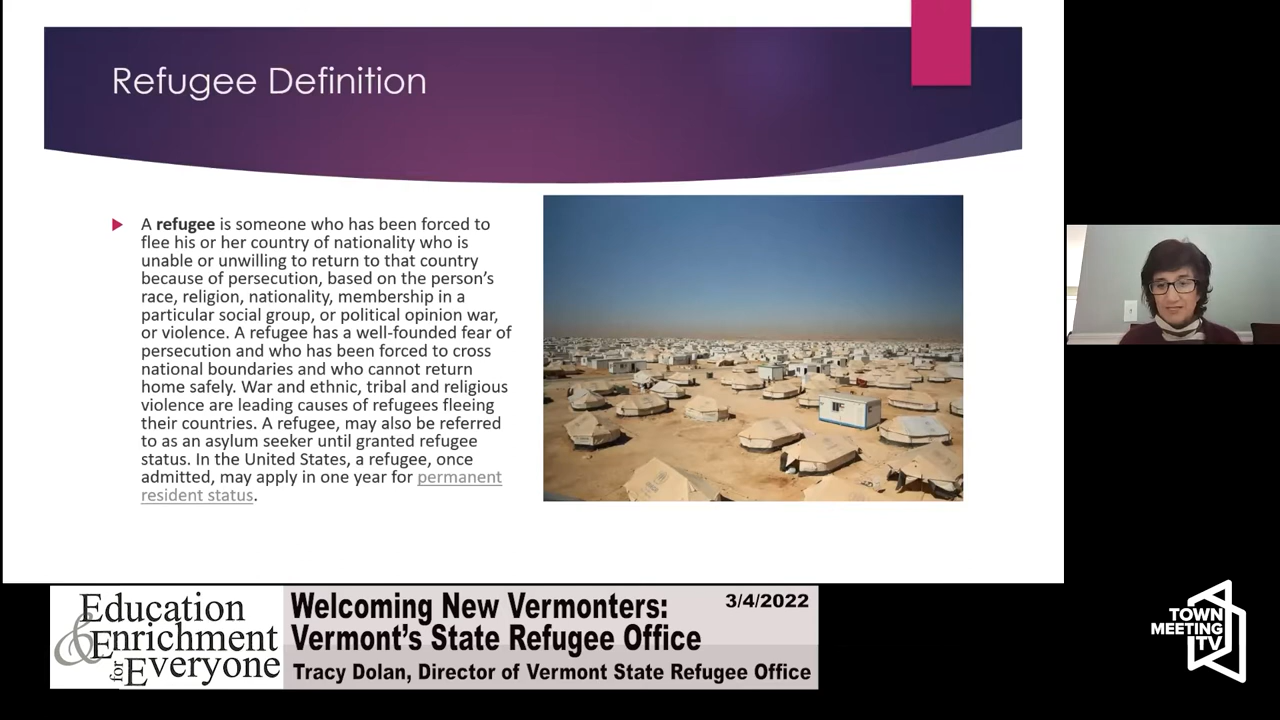 Refugee Definition
A refugee is someone who has been forced to
flee his or her country of nationality who is
unable or unwilling to return to that country
because of persecution, based on the person's
race, religion, nationality, membership in a
particular social group, or political opinion war,
or violence. A refugee has a well-founded fear of
persecution and who has been forced to cross
national boundaries and who cannot return
home safely. War and ethnic, tribal and religious
violence are leading causes of refugees fleeing
their countries. A refugee, may also be referred
to as an asylum seeker until granted refugee
status. In the United States, a refugee, once
admitted, may apply in one year for permanent
resident status.
Education
& Enrichment
for Everyone
Welcoming New Vermonters:
3/4/2022
Vermont's State Refugee Office
Tracy Dolan, Director of Vermont State Refugee Office
TOWN
MEETING
TV